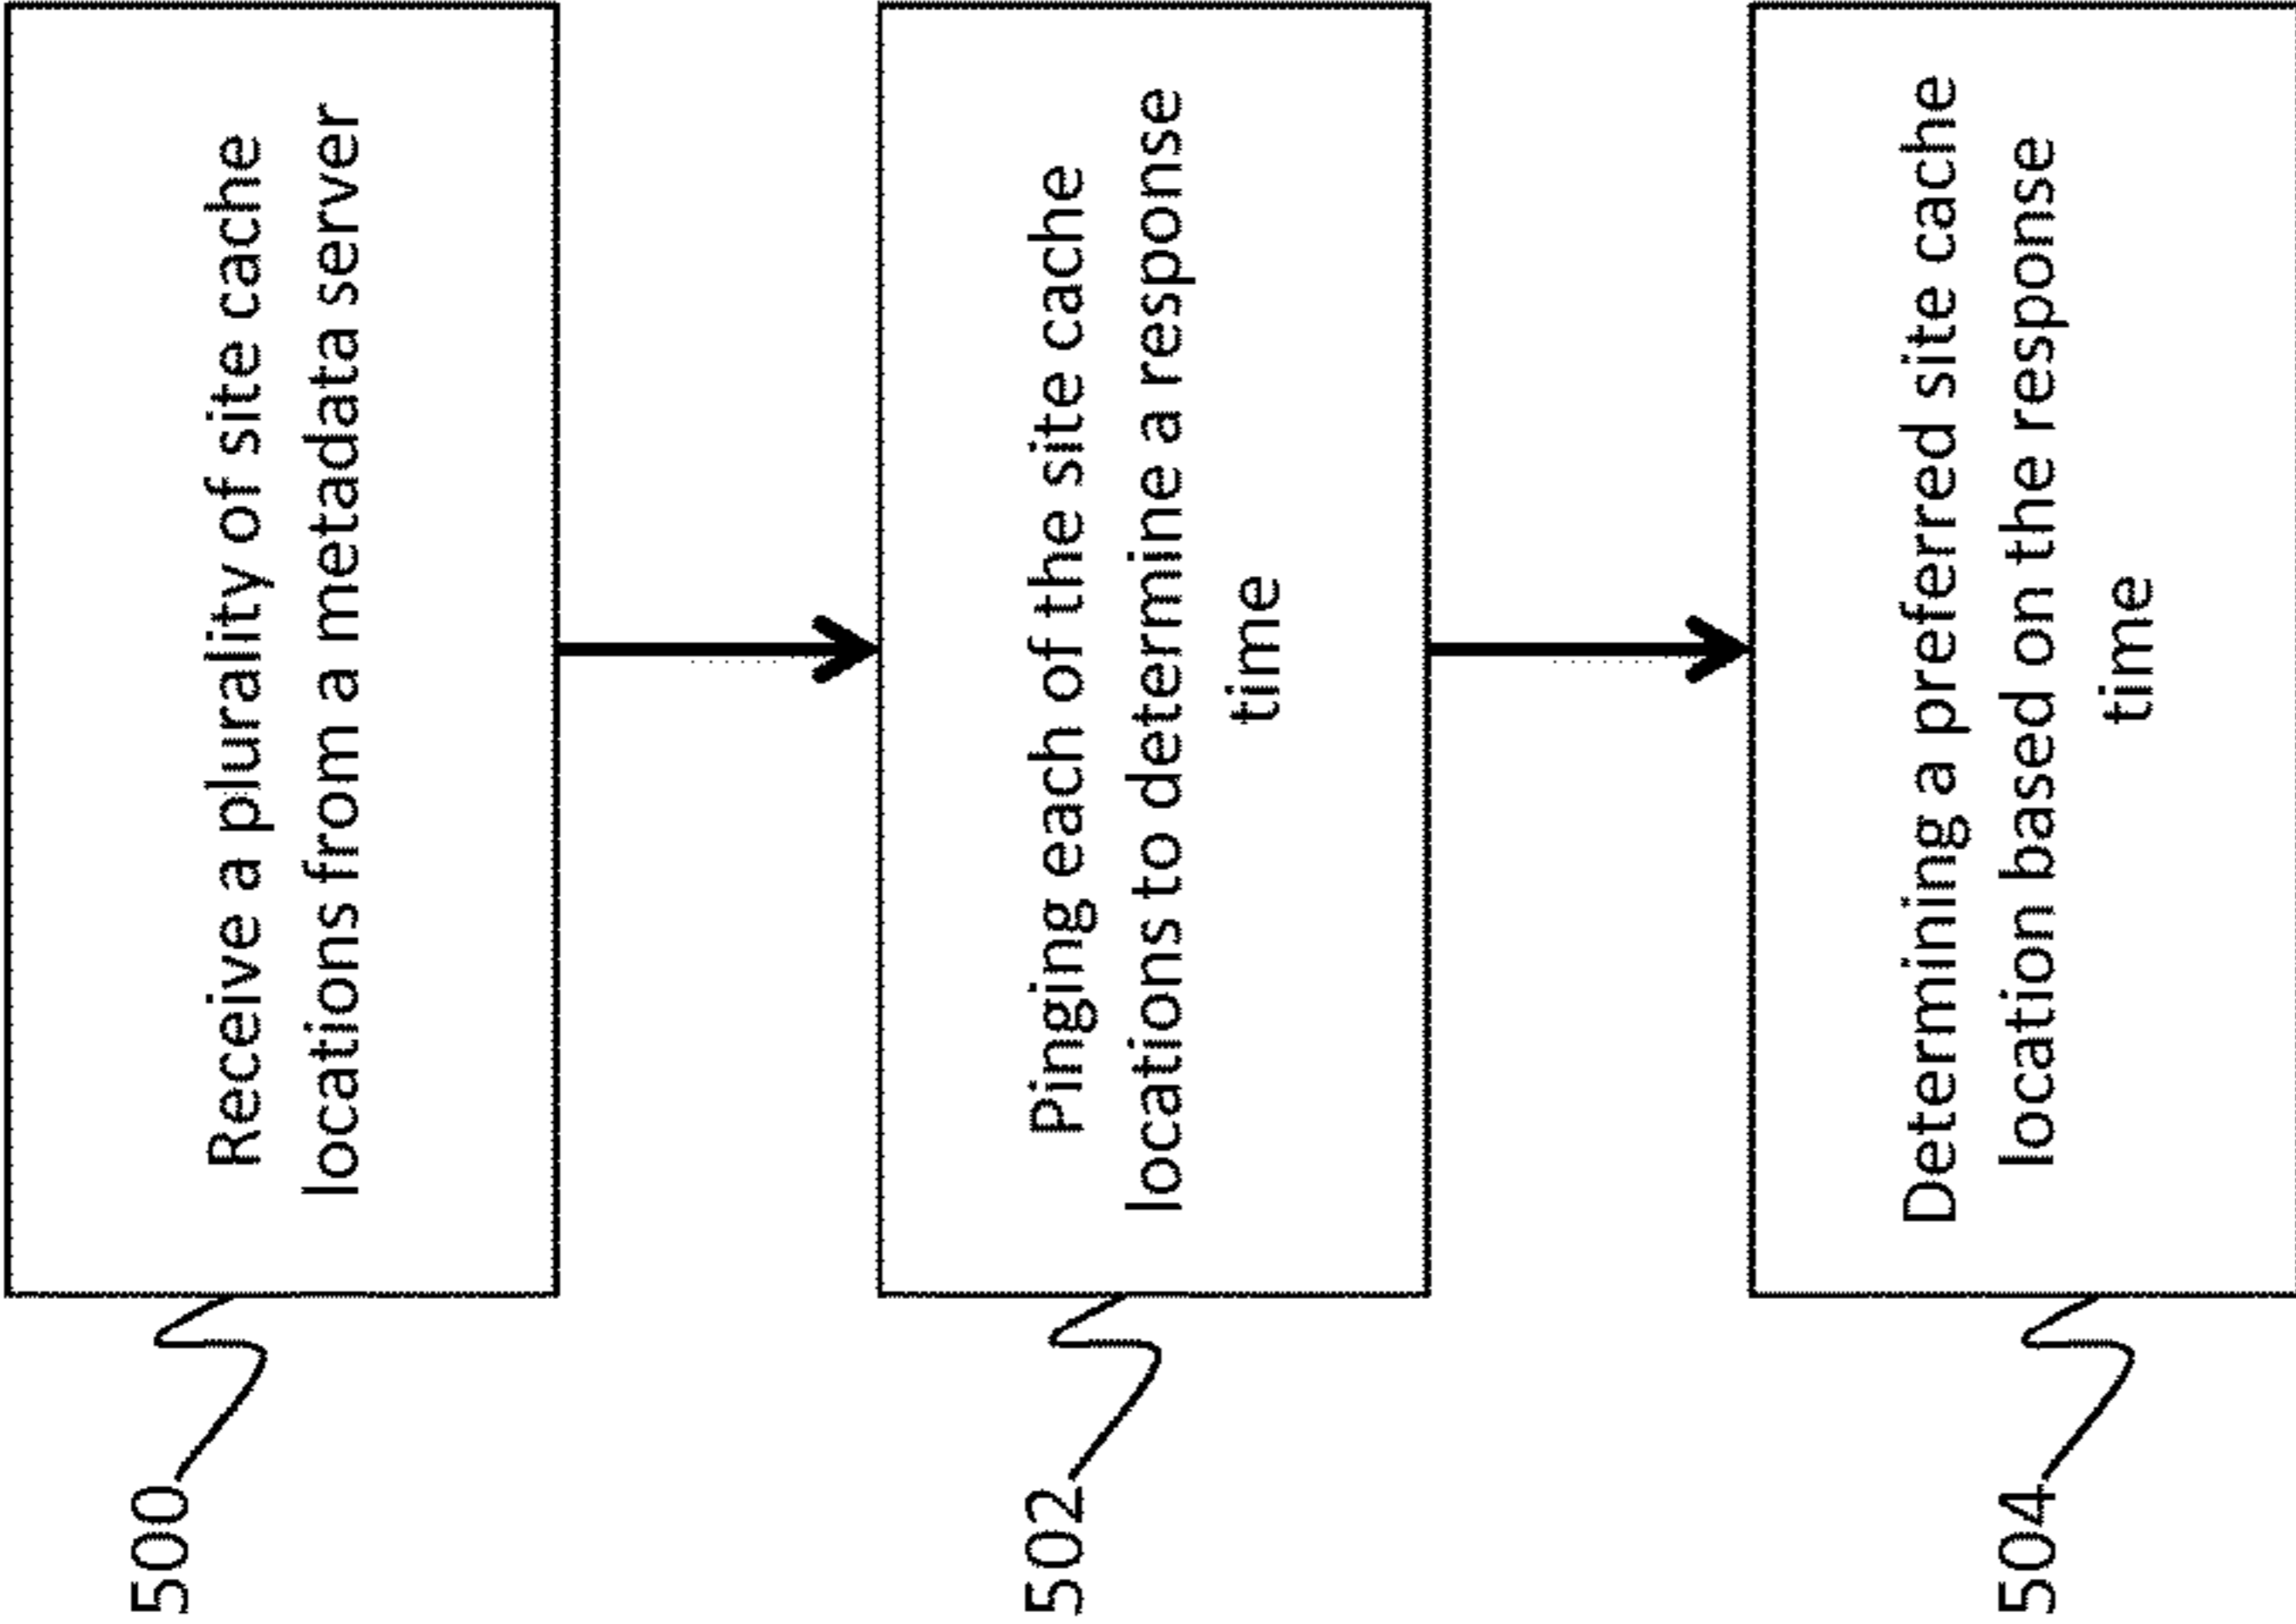 500
Receive a plurality of site cache
locations from a metadata server
502
Pinging each of the site cache
locations to determine a response
time
504
Determining a preferred site cache
location based on the response
time